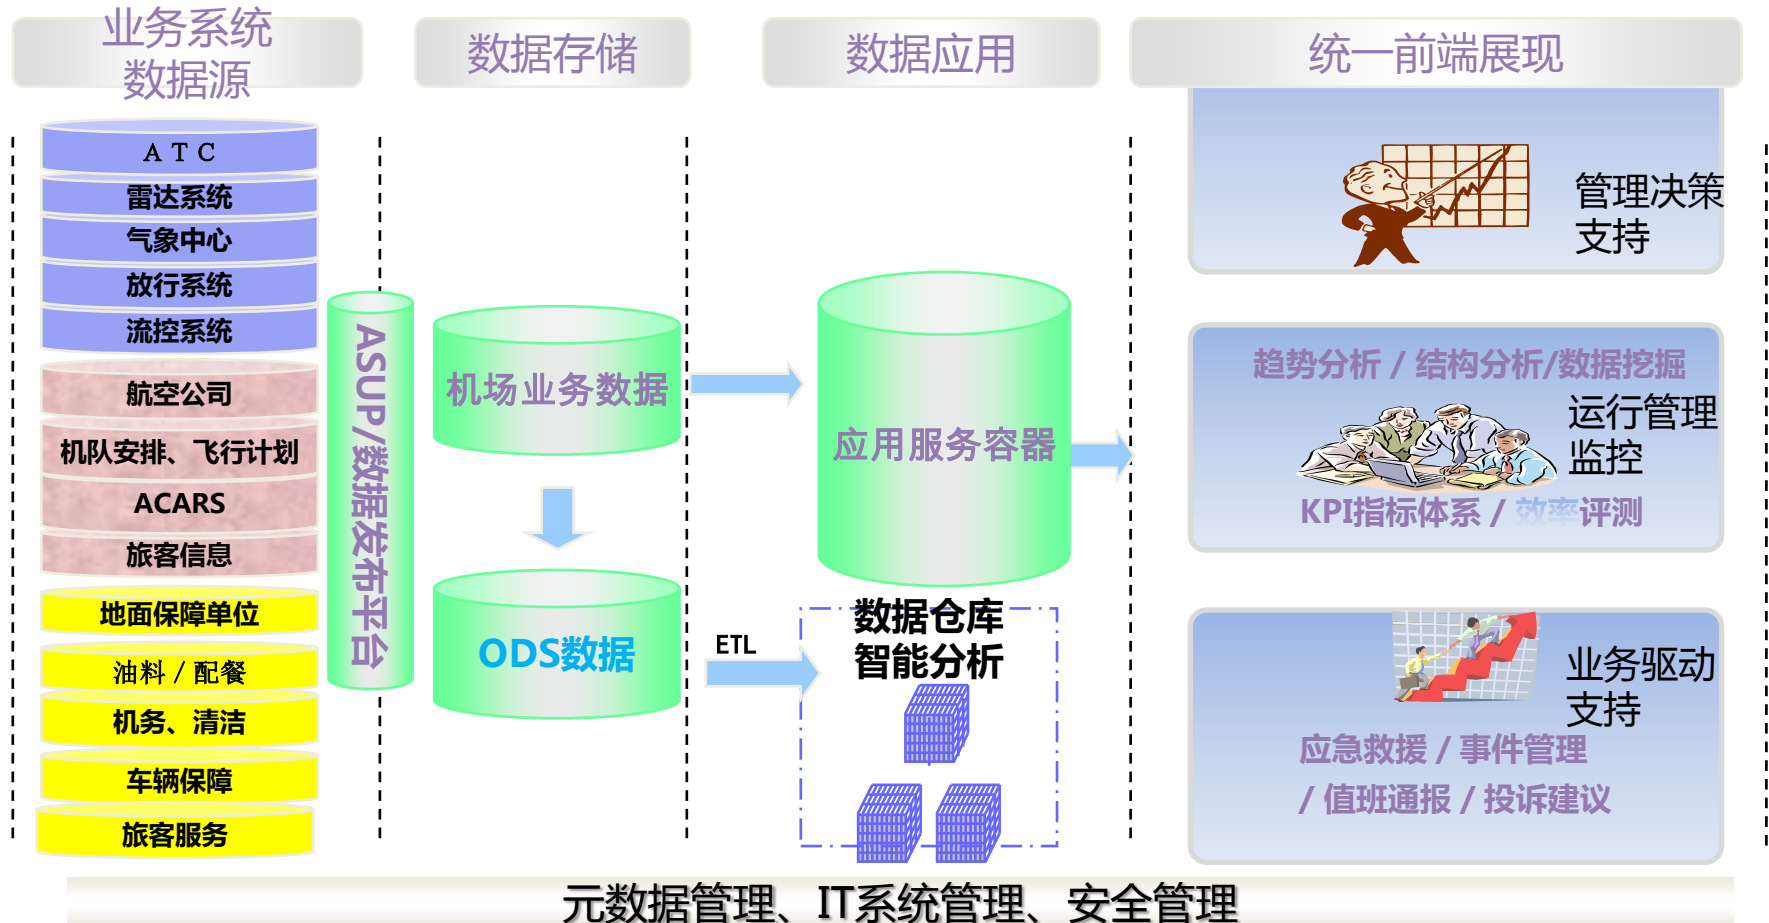 业务系统
数据源
数据存储
数据应用
统一前端展现
ATC
雷达系统
气象中心
放行系统
流控系统
航空公司
机队安排、飞行计划
ACARS
旅客信息
地面保障单位
油料 / 配餐
机务、清洁
车辆保障
旅客服务
ASUP/数据发布平台
机场业务数据
ODS数据
ETL
应用服务容器
数据仓库
智能分析
管理决策
支持
趋势分析 / 结构分析/数据挖掘
运行管理
监控
KPI指标体系 / 效率评测
业务驱动
支持
应急救援 / 事件管理
/ 值班通报 / 投诉建议
元数据管理、IT系统管理、安全管理